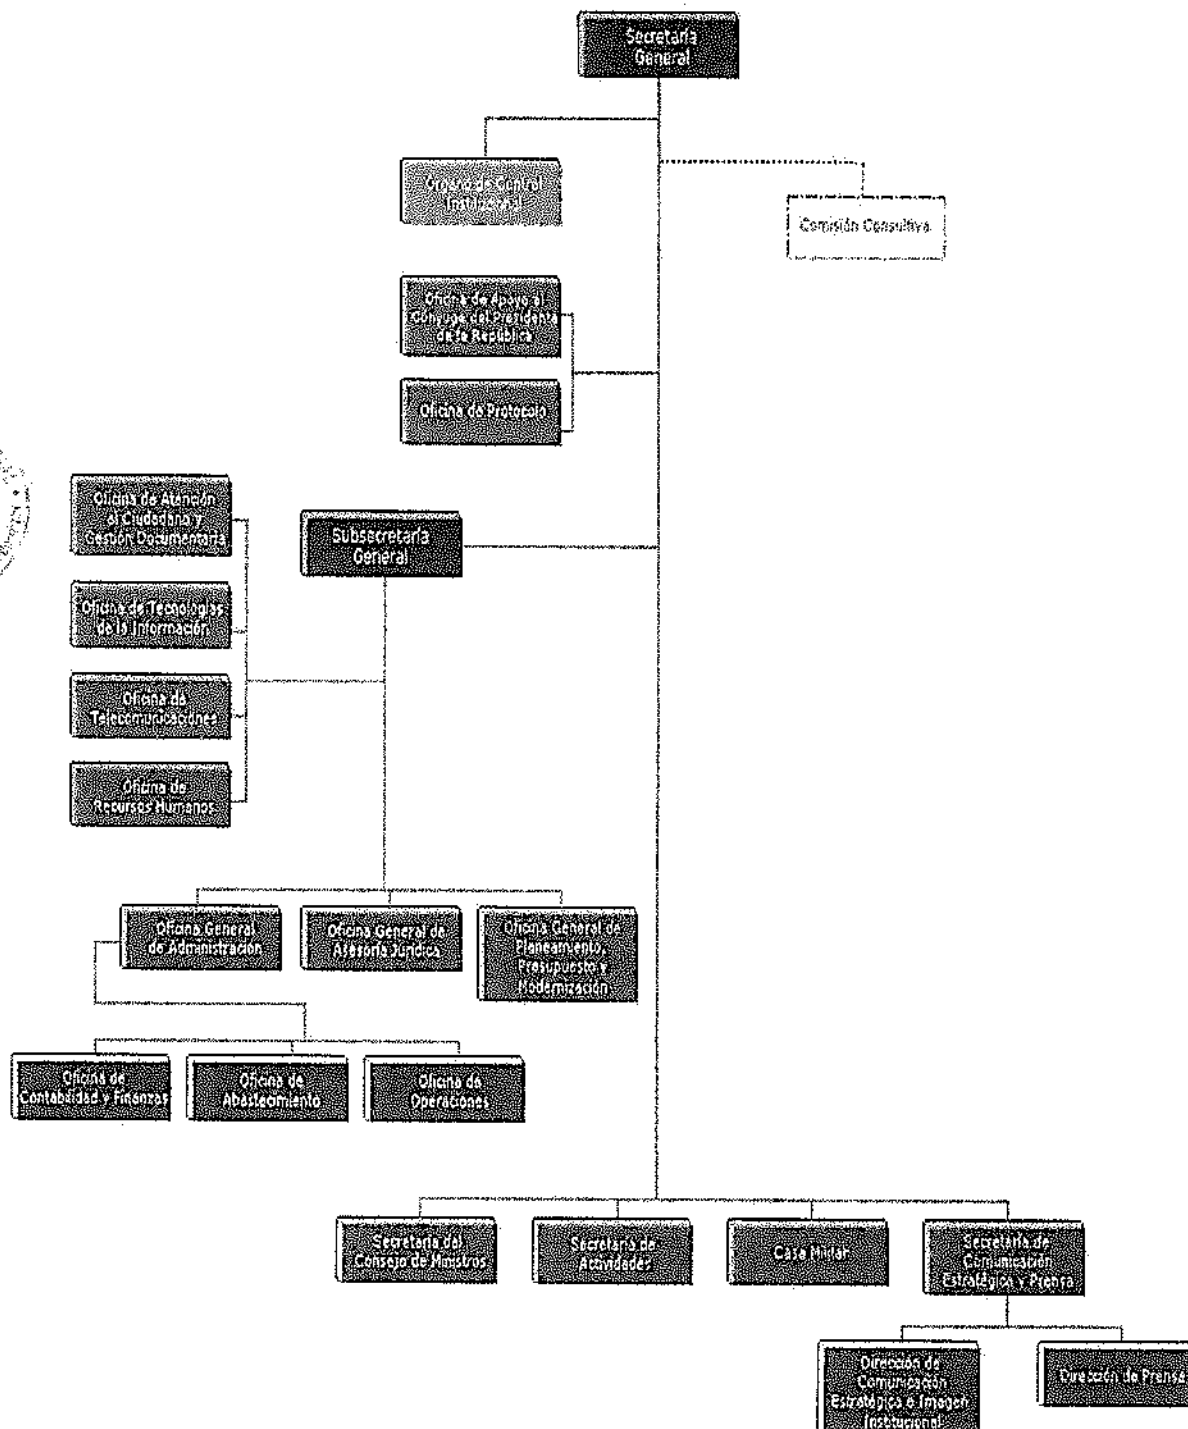 Secretaría
General
Órgano de Control
Institucional
Comisión Consultiva
Oficina de Apoyo al
Cónyuge del Presidente
de la República
Oficina de Protocolo
Oficina de Atención
al Ciudadano y
Gestión Documentaria
Subsecretaría
General
Oficina de Tecnologías
de la Información
Oficina de
Telecomunicaciones
Oficina de
Recursos Humanos
Oficina General
de Administración
Oficina General de
Asesoría Jurídica
Oficina General de
Planeamiento,
Presupuesto y
Modernización
Oficina de
Contabilidad y Finanzas
Oficina de
Abastecimiento
Oficina de
Operaciones
Secretaría del
Consejo de Ministros
Secretaría de
Actividades
Casa Militar
Secretaría de
Comunicación
Estratégica y Prensa
Dirección de
Comunicación
Estratégica e Imagen
Institucional
Dirección de Prensa